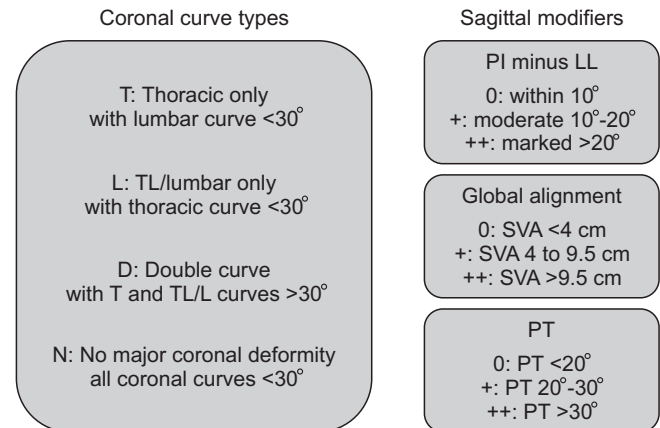 Coronal curve types
T: Thoracic only
with lumbar curve <30°
L: TL/lumbar only
with thoracic curve <30°
D: Double curve
with T and TL/L curves >30°
N: No major coronal deformity
all coronal curves <30°
Sagittal modifiers
PI minus LL
0: within 10°
+: moderate 10°-20°
++: marked >20°
Global alignment
0: SVA <4 cm
+: SVA 4 to 9.5 cm
++: SVA >9.5 cm
PT
0: PT <20°
+: PT 20°-30°
++: PT >30°